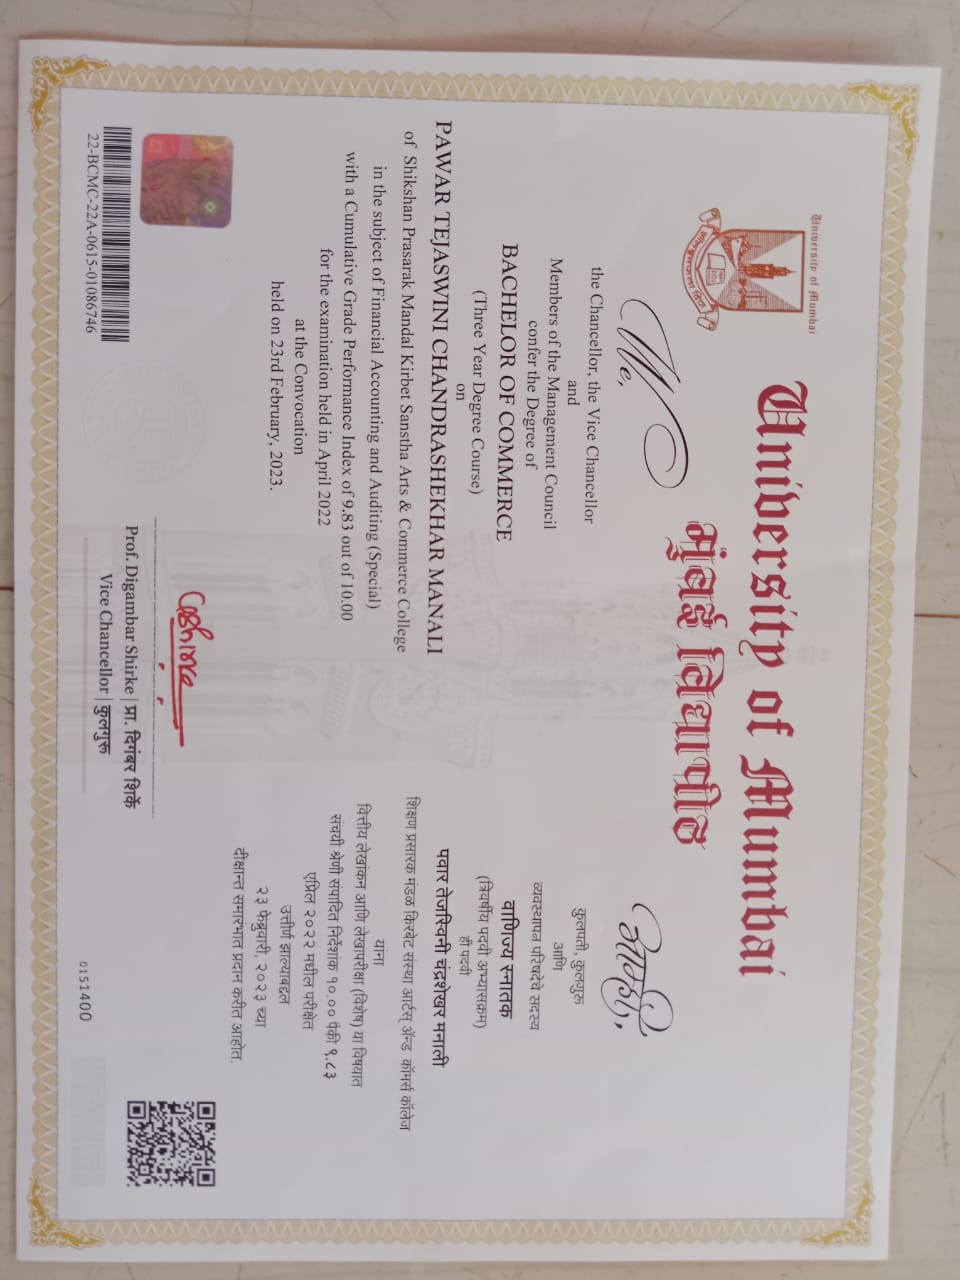 University of Mumbai
University of Mumbai
मुंबई विद्यापीठ
We,
the Chancellor, the Vice Chancellor
and
Members of the Management Council
confer the Degree of
BACHELOR OF COMMERCE
(Three Year Degree Course)
on
PAWAR TEJASWINI CHANDRASHEKHAR MANALI
of Shikshan Prasarak Mandal Kirbet Sanstha Arts & Commerce College
in the subject of Financial Accounting and Auditing (Special)
with a Cumulative Grade Performance Index of 9.83 out of 10.00
for the examination held in April 2022
at the Convocation
held on 23rd February, 2023.
आम्ही,
कुलपती, कुलगुरू
आणि
व्यवस्थापन परिषदेचे सदस्य
वाणिज्य स्नातक
(त्रिवर्षीय पदवी अभ्यासक्रम)
ही पदवी
पवार तेजस्विनी चंद्रशेखर मनाली
शिक्षण प्रसारक मंडळ किरबेट संस्था आर्टस् ॲन्ड कॉमर्स कॉलेज
यांना
वित्तीय लेखांकन आणि लेखापरीक्षा (विशेष) या विषयात
संचयी श्रेणी संपादित निर्देशांक १०.०० पैकी ९.८३
एप्रिल २०२२ मधील परीक्षेत
उत्तीर्ण झाल्याबद्दल
२३ फेब्रुवारी, २०२३ च्या
दीक्षान्त समारंभात प्रदान करीत आहोत.
22-BCMC-22A-0615-01086746
Prof. Digambar Shirke | प्रा. दिगंबर शिर्के
Vice Chancellor | कुलगुरू
0151400